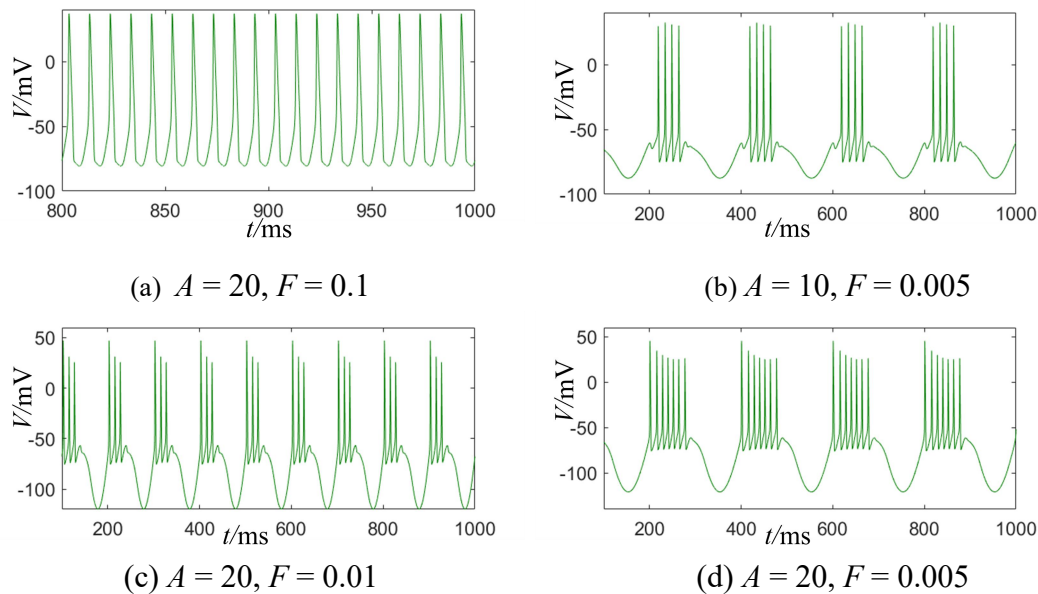 V/mV
0
-50
-100
800
850
900
950
1000
t/ms
(a) A = 20, F = 0.1
V/mV
0
-50
-100
200
400
600
800
1000
t/ms
(b) A = 10, F = 0.005
V/mV
50
0
-50
-100
200
400
600
800
1000
t/ms
(c) A = 20, F = 0.01
V/mV
50
0
-50
-100
200
400
600
800
1000
t/ms
(d) A = 20, F = 0.005